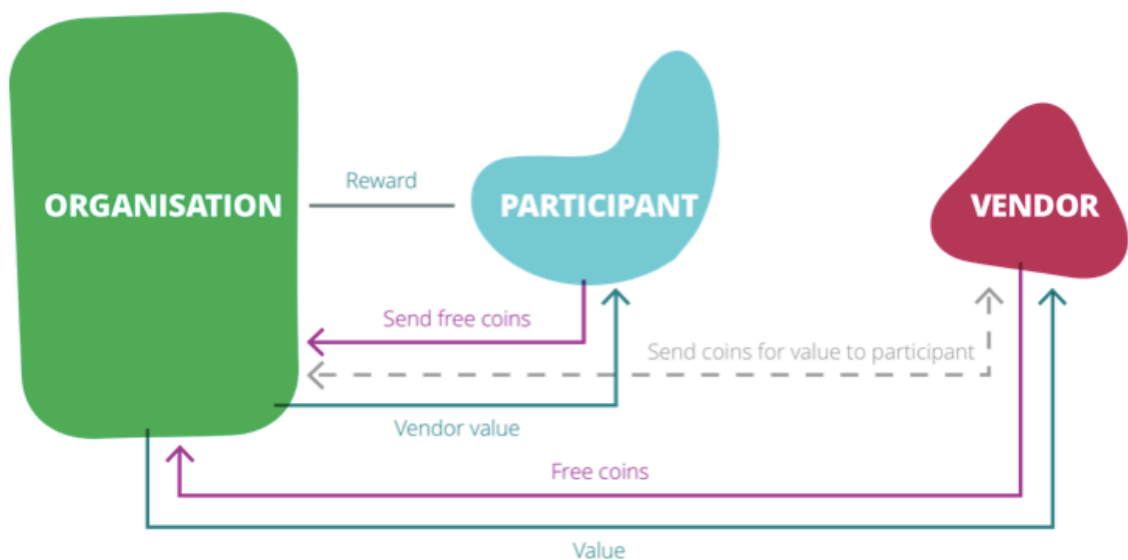 Reward
ORGANISATION
PARTICIPANT
VENDOR
Send free coins
Send coins for value to participant
Vendor value
Free coins
Value